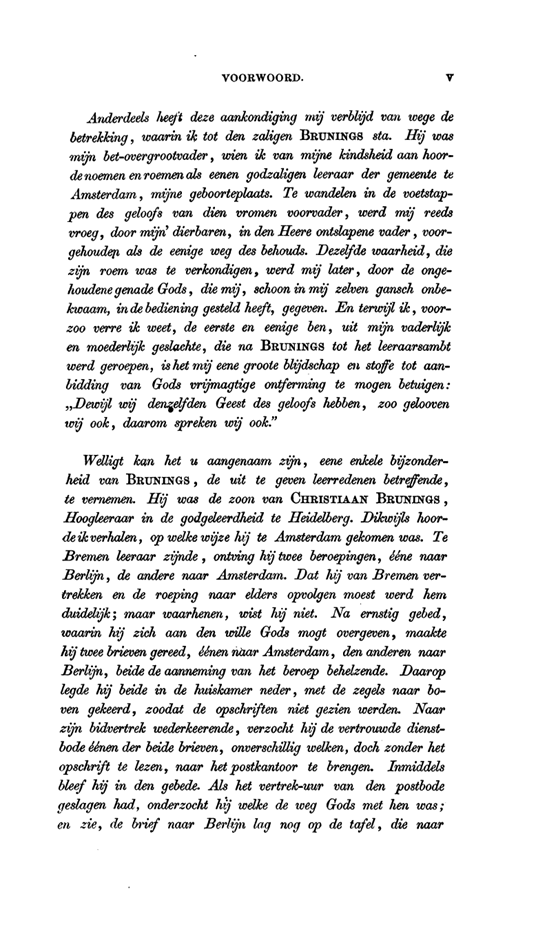 VOORWOORD. V
Anderdeels heeft deze aankondiging mij verblijd van wege de
betrekking, waarin ik tot den zaligen BRUNINGS sta. Hij was
mijn bet-overgrootvader, wien ik van mijne kindsheid aan hoor-
de noemen en roemen als eenen godzaligen leeraar der gemeente te
Amsterdam, mijne geboorteplaats. Te wandelen in de voetstap-
pen des geloofs van dien vromen voorvader, werd mij reeds
vroeg, door mijn' dierbaren, in den Heere ontslapene vader, voor-
gehouden als de eenige weg des behouds. Dezelfde waarheid, die
zijn roem was te verkondigen, werd mij later, door de onge-
houdene genade Gods, die mij, schoon in mij zelven gansch onbe-
kwaam, in de bediening gesteld heeft, gegeven. En terwijl ik, voor-
zoo verre ik weet, de eerste en eenige ben, uit mijn vaderlijk
en moederlijk geslachte, die na BRUNINGS tot het leeraarsambt
werd geroepen, is het mij eene groote blijdschap en stoffe tot aan-
bidding van Gods vrijmagtige ontferming te mogen betuigen:
„Dewijl wij denzelfden Geest des geloofs hebben, zoo gelooven
wij ook, daarom spreken wij ook."
Welligt kan het u aangenaam zijn, eene enkele bijzonder-
heid van BRUNINGS, de uit te geven leerredenen betreffende,
te vernemen. Hij was de zoon van CHRISTIAAN BRUNINGS,
Hoogleeraar in de godgeleerdheid te Heidelberg. Dikwijls hoor-
de ik verhalen, op welke wijze hij te Amsterdam gekomen was. Te
Bremen leeraar zijnde, ontving hij twee beroepingen, ééne naar
Berlijn, de andere naar Amsterdam. Dat hij van Bremen ver-
trekken en de roeping naar elders opvolgen moest werd hem
duidelijk; maar waarhenen, wist hij niet. Na ernstig gebed,
waarin hij zich aan den wille Gods mogt overgeven, maakte
hij twee brieven gereed, éénen naar Amsterdam, den anderen naar
Berlijn, beide de aanneming van het beroep behelzende. Daarop
legde hij beide in de huiskamer neder, met de zegels naar bo-
ven gekeerd, zoodat de opschriften niet gezien werden. Naar
zijn bidvertrek wederkeerende, verzocht hij de vertrouwde dienst-
bode éénen der beide brieven, onverschillig welken, doch zonder het
opschrift te lezen, naar het postkantoor te brengen. Inmiddels
bleef hij in den gebede. Als het vertrek-uur van den postbode
geslagen had, onderzocht hij welke de weg Gods met hen was;
en zie, de brief naar Berlijn lag nog op de tafel, die naar